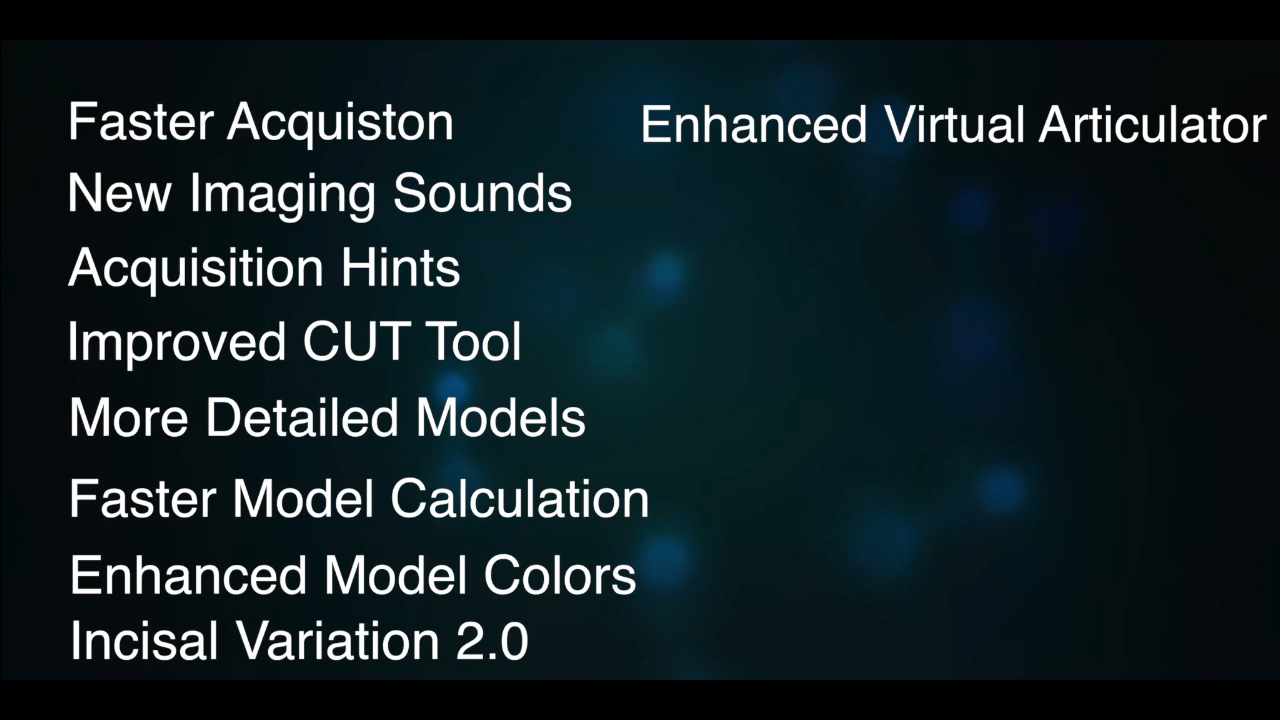 Faster Acquiston
New Imaging Sounds
Acquisition Hints
Improved CUT Tool
More Detailed Models
Faster Model Calculation
Enhanced Model Colors
Incisal Variation 2.0
Enhanced Virtual Articulator